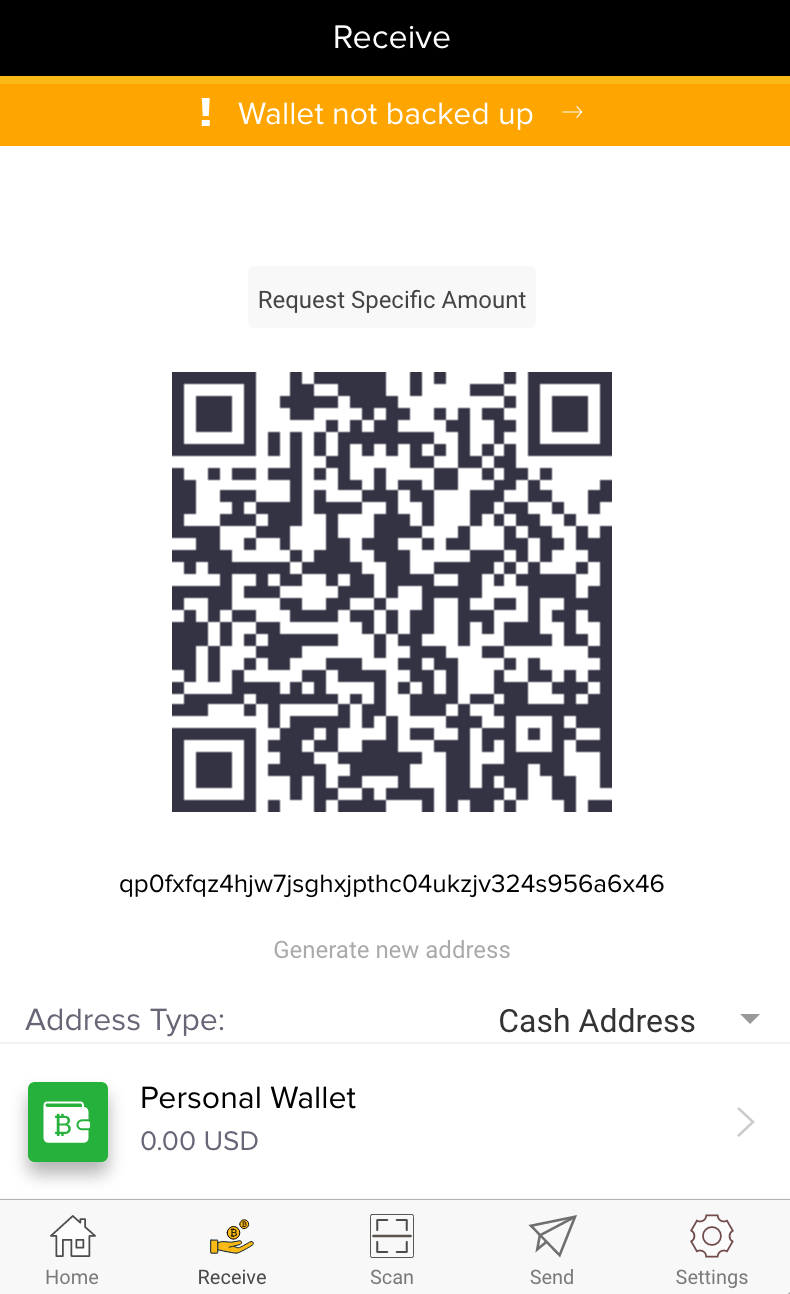 Receive
! Wallet not backed up →
Request Specific Amount
qp0fxfqz4hjw7jsghxjpthc04ukzjv324s956a6x46
Generate new address
Address Type: Cash Address
Personal Wallet
0.00 USD
Home Receive Scan Send Settings